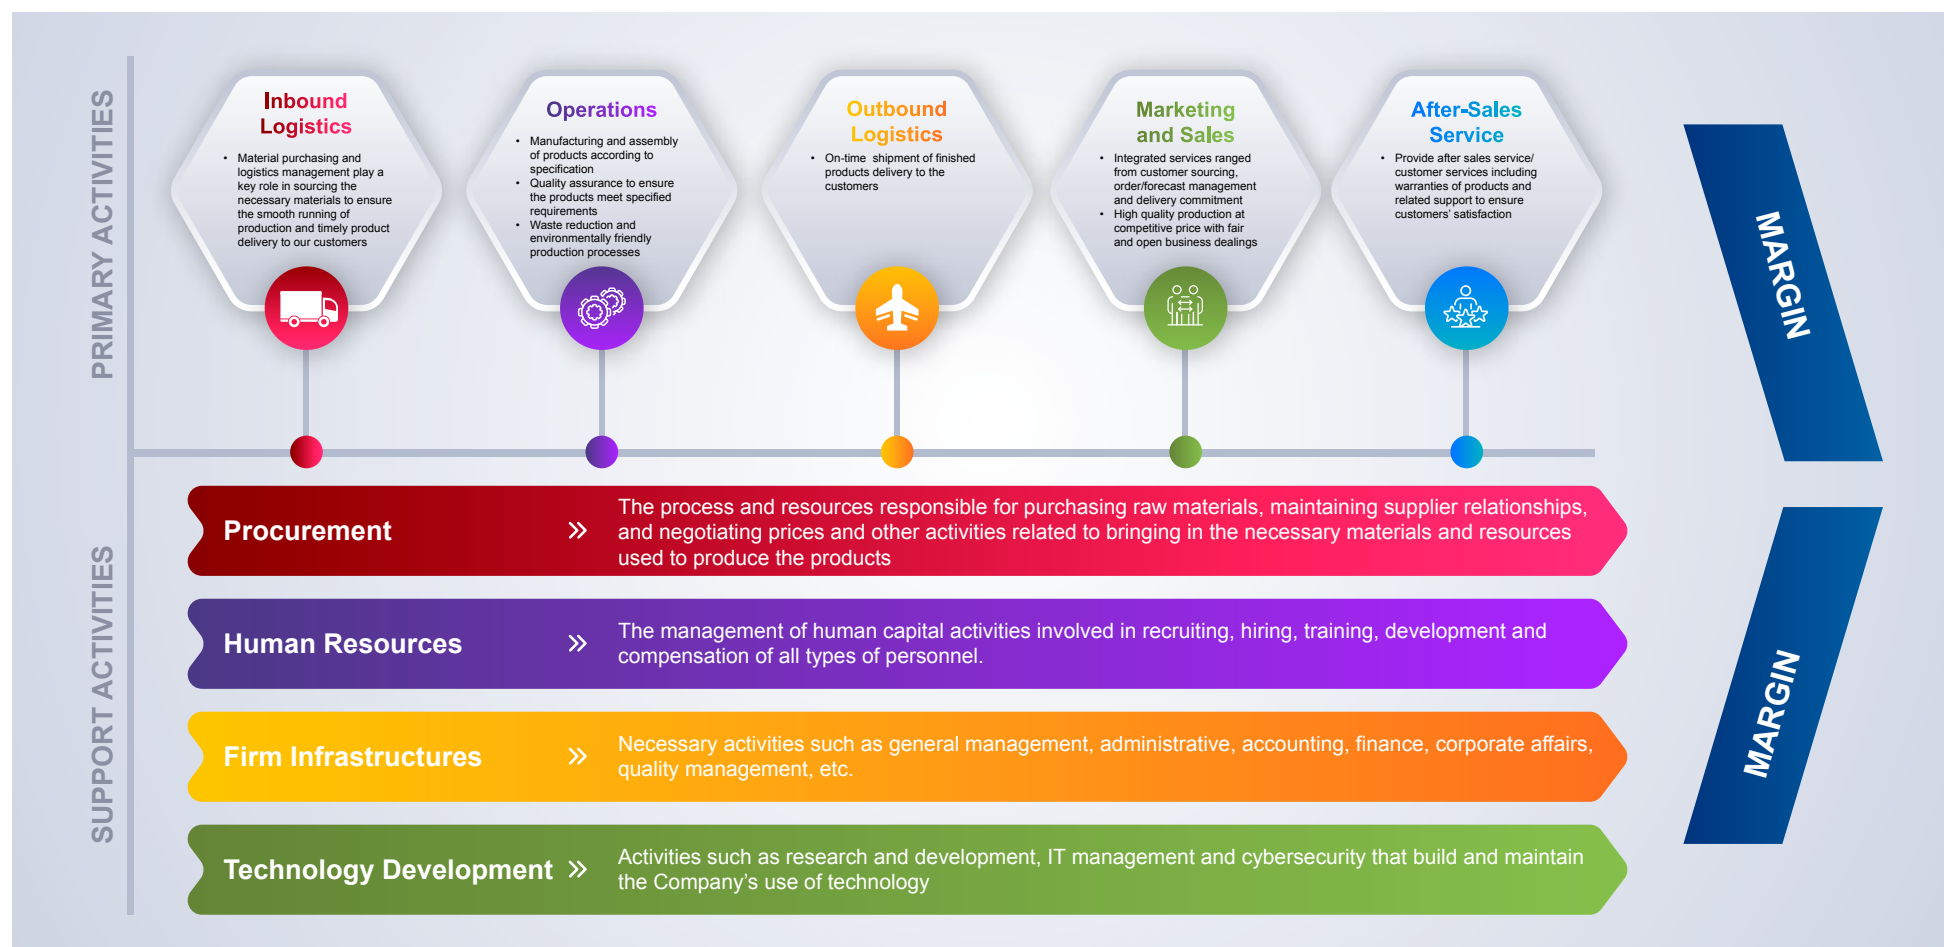 PRIMARY ACTIVITIES
Inbound
Logistics
• Material purchasing and
logistics management play a
key role in sourcing the
necessary materials to ensure
the smooth running of
production and timely product
delivery to our customers
Operations
• Manufacturing and assembly
of products according to
specification
• Quality assurance to ensure
the products meet specified
requirements
• Waste reduction and
environmentally friendly
production processes
Outbound
Logistics
• On-time shipment of finished
products delivery to the
customers
Marketing
and Sales
• Integrated services ranged
from customer sourcing,
order/forecast management
and delivery commitment
• High quality production at
competitive price with fair
and open business dealings
After-Sales
Service
• Provide after sales service/
customer services including
warranties of products and
related support to ensure
customers' satisfaction
MARGIN
SUPPORT ACTIVITIES
Procurement
The process and resources responsible for purchasing raw materials, maintaining supplier relationships,
and negotiating prices and other activities related to bringing in the necessary materials and resources
used to produce the products
Human Resources
The management of human capital activities involved in recruiting, hiring, training, development and
compensation of all types of personnel.
Firm Infrastructures
Necessary activities such as general management, administrative, accounting, finance, corporate affairs,
quality management, etc.
Technology Development
Activities such as research and development, IT management and cybersecurity that build and maintain
the Company's use of technology
MARGIN